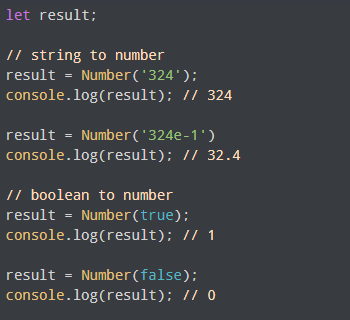 let result;
// string to number
result = Number('324');
console.log(result); // 324
result = Number('324e-1')
console.log(result); // 32.4
// boolean to number
result = Number(true);
console.log(result); // 1
result = Number(false);
console.log(result); // 0